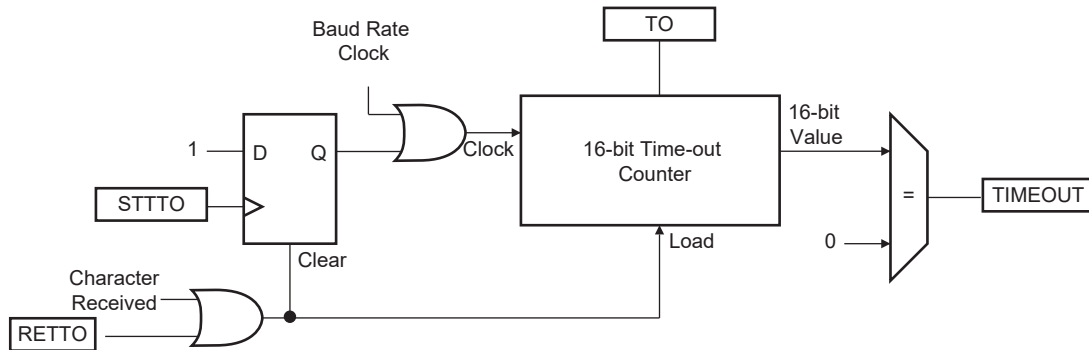 TO
Baud Rate
Clock
16-bit
Value
1
D
Q
Clock
16-bit Time-out
Counter
STTTO
=
TIMEOUT
Clear
Load
0
Character
Received
RETTO